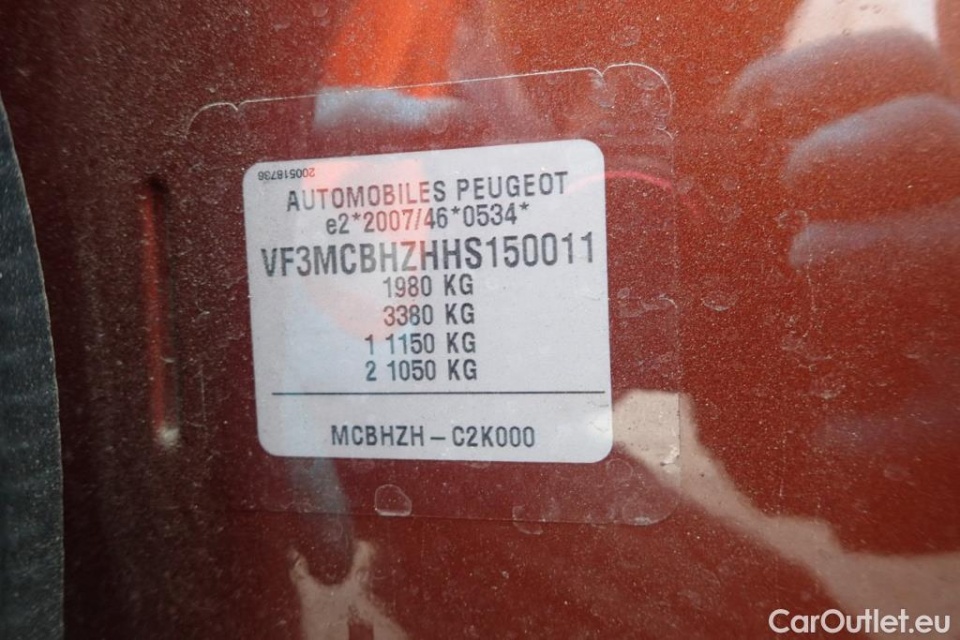 200518736
AUTOMOBILES PEUGEOT
e2*2007/46*0534*
VF3MCBHZHHS150011
1980 KG
3380 KG
1 1150 KG
2 1050 KG
MCBHZH – C2K000
CarOutlet.eu